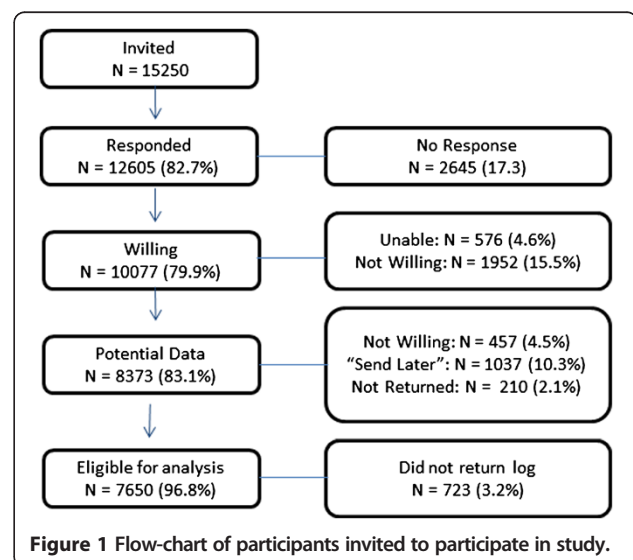 Invited
N = 15250
Responded
N = 12605 (82.7%)
No Response
N = 2645 (17.3)
Willing
N = 10077 (79.9%)
Unable: N = 576 (4.6%)
Not Willing: N = 1952 (15.5%)
Potential Data
N = 8373 (83.1%)
Not Willing: N = 457 (4.5%)
“Send Later”: N = 1037 (10.3%)
Not Returned: N = 210 (2.1%)
Eligible for analysis
N = 7650 (96.8%)
Did not return log
N = 723 (3.2%)
Figure 1 Flow-chart of participants invited to participate in study.